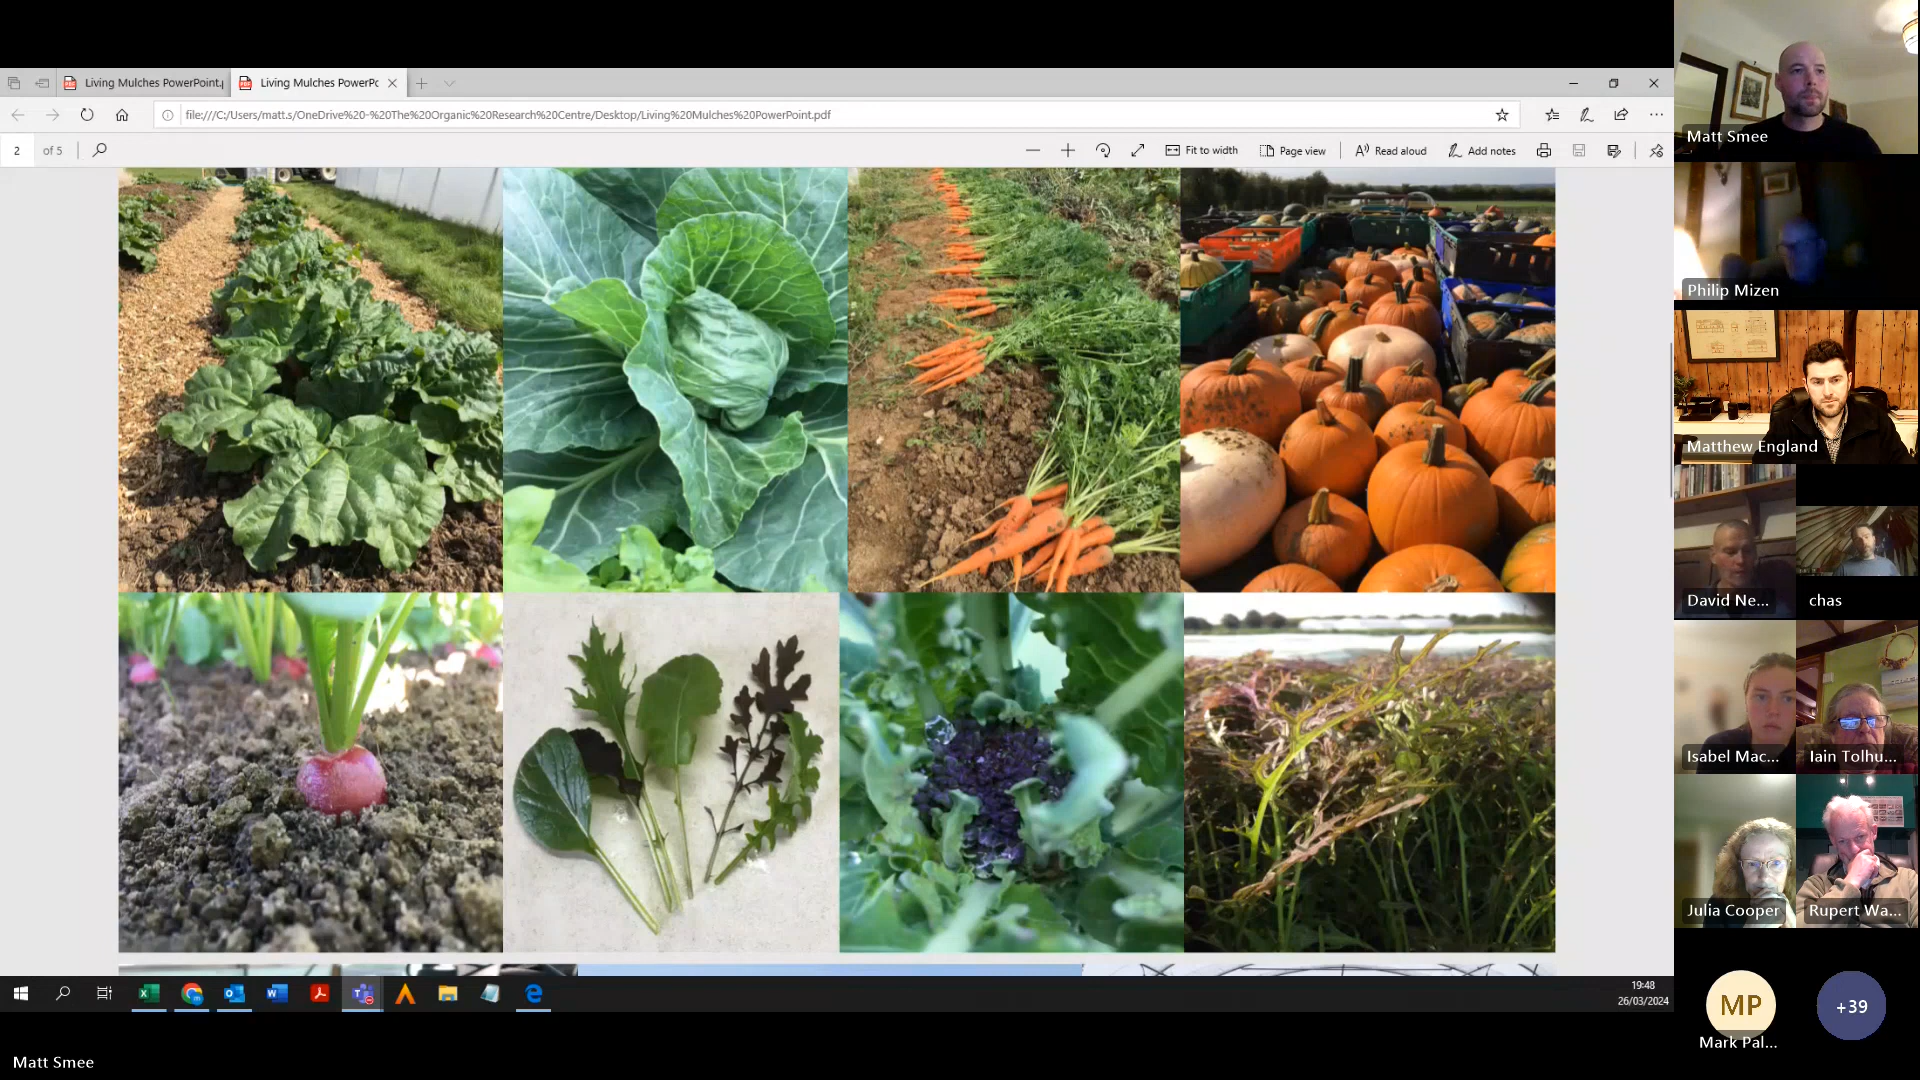 Living Mulches PowerPoint.p
Living Mulches PowerPo
file:///C:/Users/matt.s/OneDrive%20-%20The%20Organic%20Research%20Centre/Desktop/Living%20Mulches%20PowerPoint.pdf
2 of 5
Fit to width
Page view
Read aloud
Add notes
Matt Smee
Philip Mizen
Matthew England
David Ne...
chas
Isabel Mac...
Iain Tolhu...
Julia Cooper
Rupert Wa...
MP
+39
Mark Pal...
19:48
26/03/2024
Matt Smee